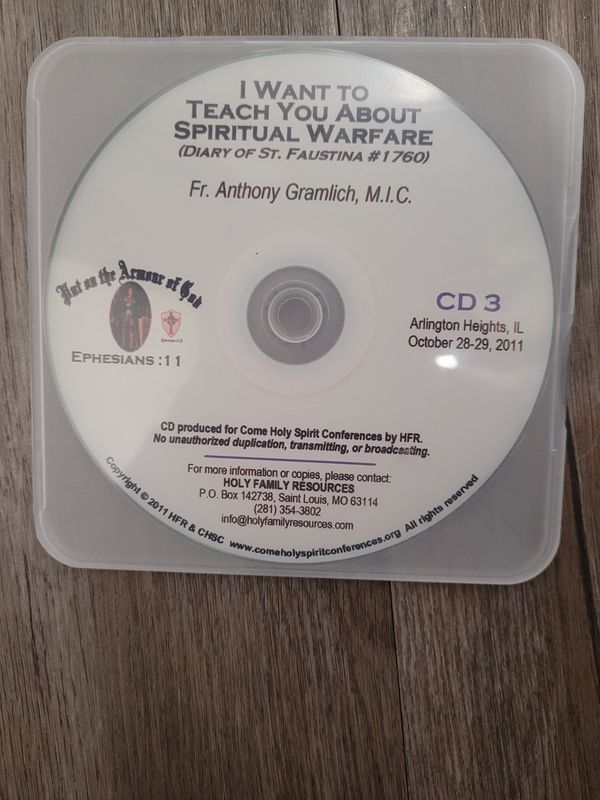 I WANT TO
TEACH YOU ABOUT
SPIRITUAL WARFARE
(DIARY OF ST. FAUSTINA #1760)
Fr. Anthony Gramlich, M.I.C.
Put on the Armour of God
Ephesians 6:11
EPHESIANS :11
CD 3
Arlington Heights, IL
October 28-29, 2011
CD produced for Come Holy Spirit Conferences by HFR.
No unauthorized duplication, transmitting, or broadcasting.
For more information or copies, please contact:
HOLY FAMILY RESOURCES
P.O. Box 142738, Saint Louis, MO 63114
(281) 354-3802
info@holyfamilyresources.com
Copyright © 2011 HFR & CHSC www.comeholyspiritconferences.org All rights reserved